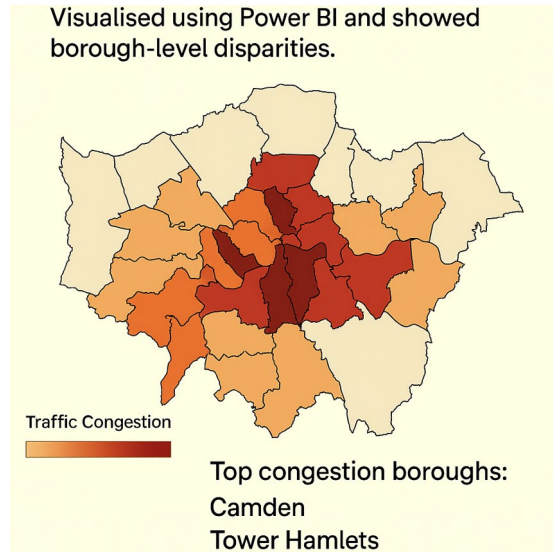 Visualised using Power BI and showed
borough-level disparities.
Traffic Congestion
Top congestion boroughs:
Camden
Tower Hamlets